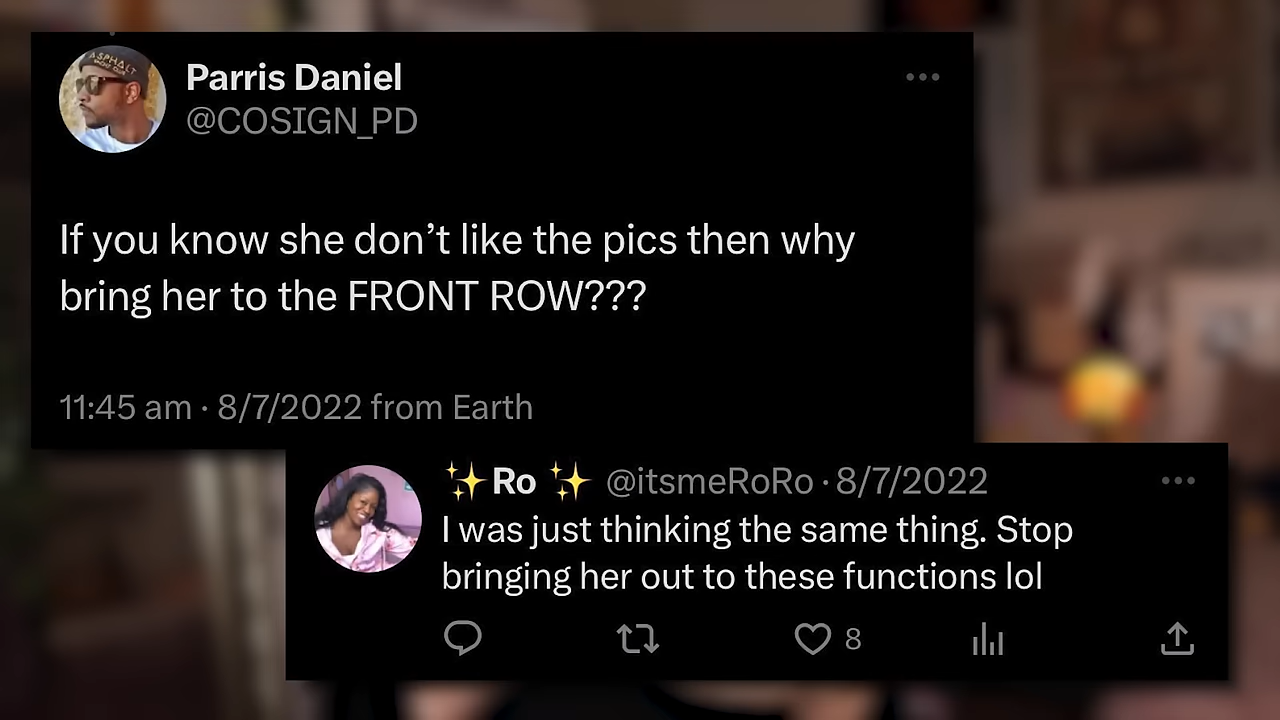 Parris Daniel
@COSIGN_PD
If you know she don’t like the pics then why
bring her to the FRONT ROW???
11:45 am · 8/7/2022 from Earth
✨Ro ✨ @itsmeRoRo · 8/7/2022
I was just thinking the same thing. Stop
bringing her out to these functions lol
8
ASPHALT